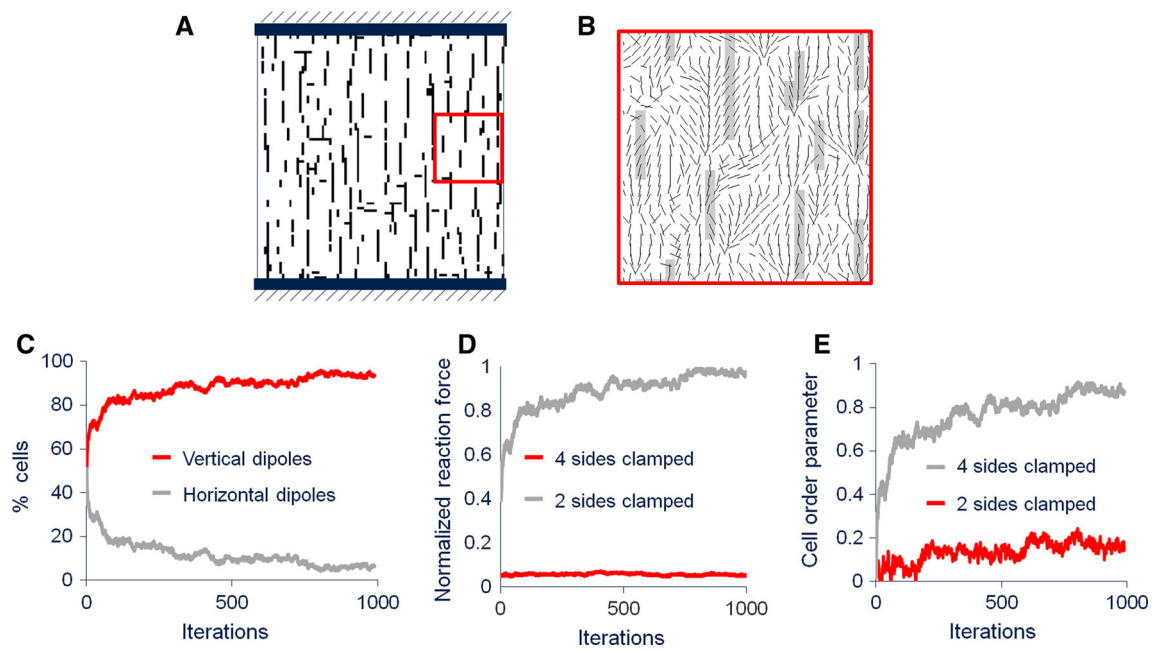 A
B
C
% cells
100
80
60
40
20
0
Vertical dipoles
Horizontal dipoles
0
500
1000
Iterations
D
Normalized reaction force
1
0.8
0.6
0.4
0.2
0
4 sides clamped
2 sides clamped
0
500
1000
Iterations
E
Cell order parameter
1
0.8
0.6
0.4
0.2
0
4 sides clamped
2 sides clamped
0
500
1000
Iterations